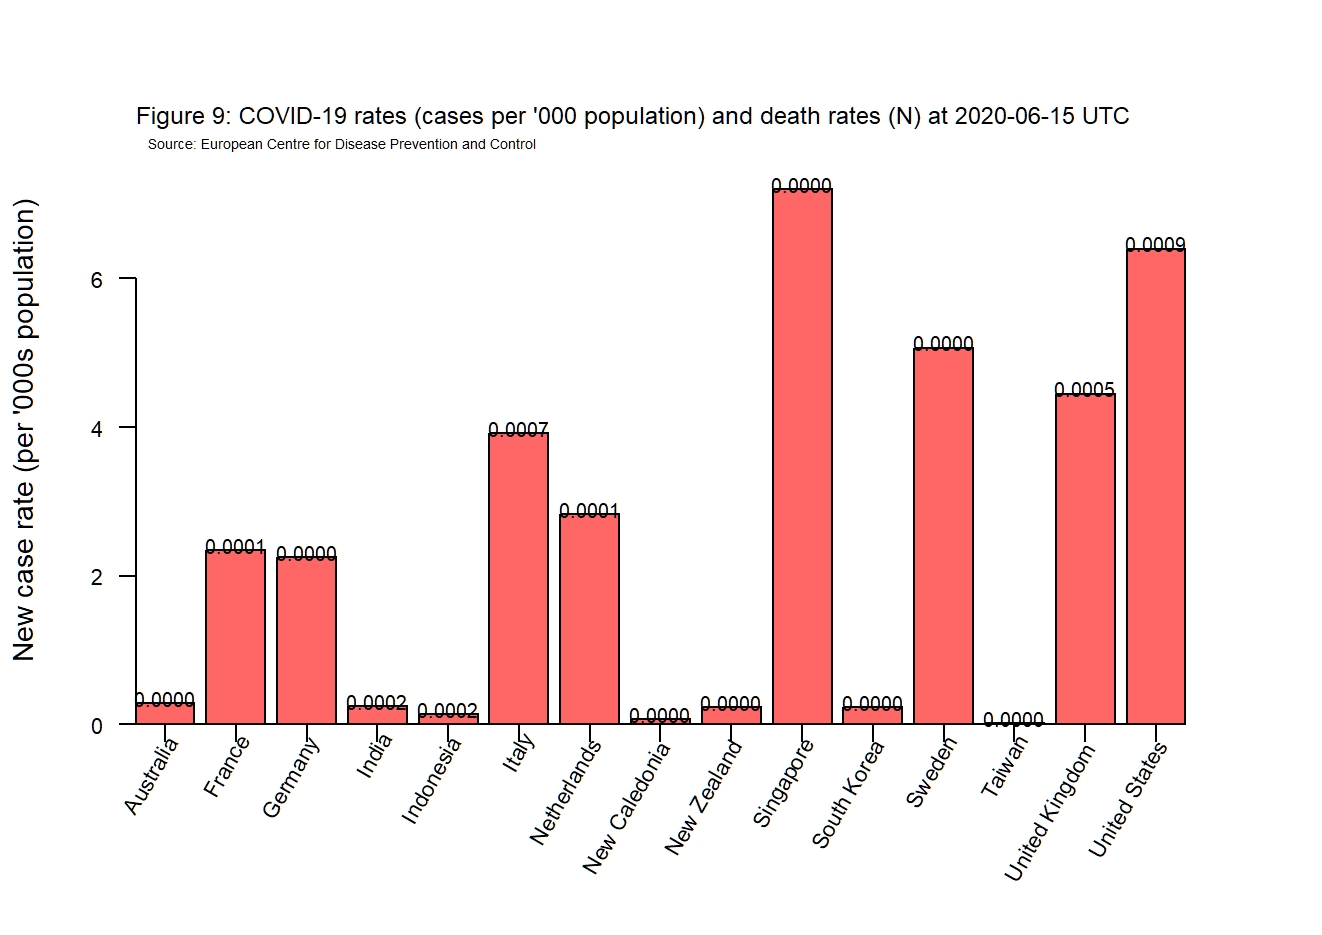 Figure 9: COVID-19 rates (cases per '000 population) and death rates (N) at 2020-06-15 UTC
Source: European Centre for Disease Prevention and Control
New case rate (per '000s population)
6
4
2
0
0.0000
0.0001
0.0000
0.0002
0.0002
0.0007
0.0001
0.0000
0.0000
0.0000
0.0000
0.0000
0.0000
0.0005
0.0009
Australia
France
Germany
India
Indonesia
Italy
Netherlands
New Caledonia
New Zealand
Singapore
South Korea
Sweden
Taiwan
United Kingdom
United States